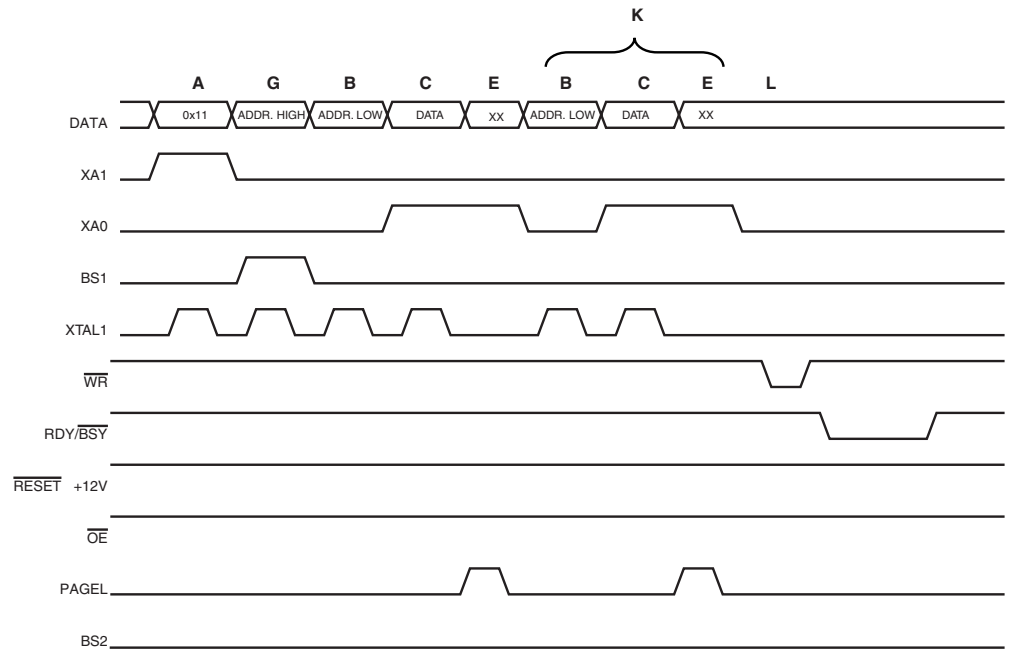 K
A G B C E B C E L
DATA 0x11 ADDR. HIGH ADDR. LOW DATA XX ADDR. LOW DATA XX
XA1
XA0
BS1
XTAL1
WR
RDY/BSY
RESET +12V
OE
PAGEL
BS2